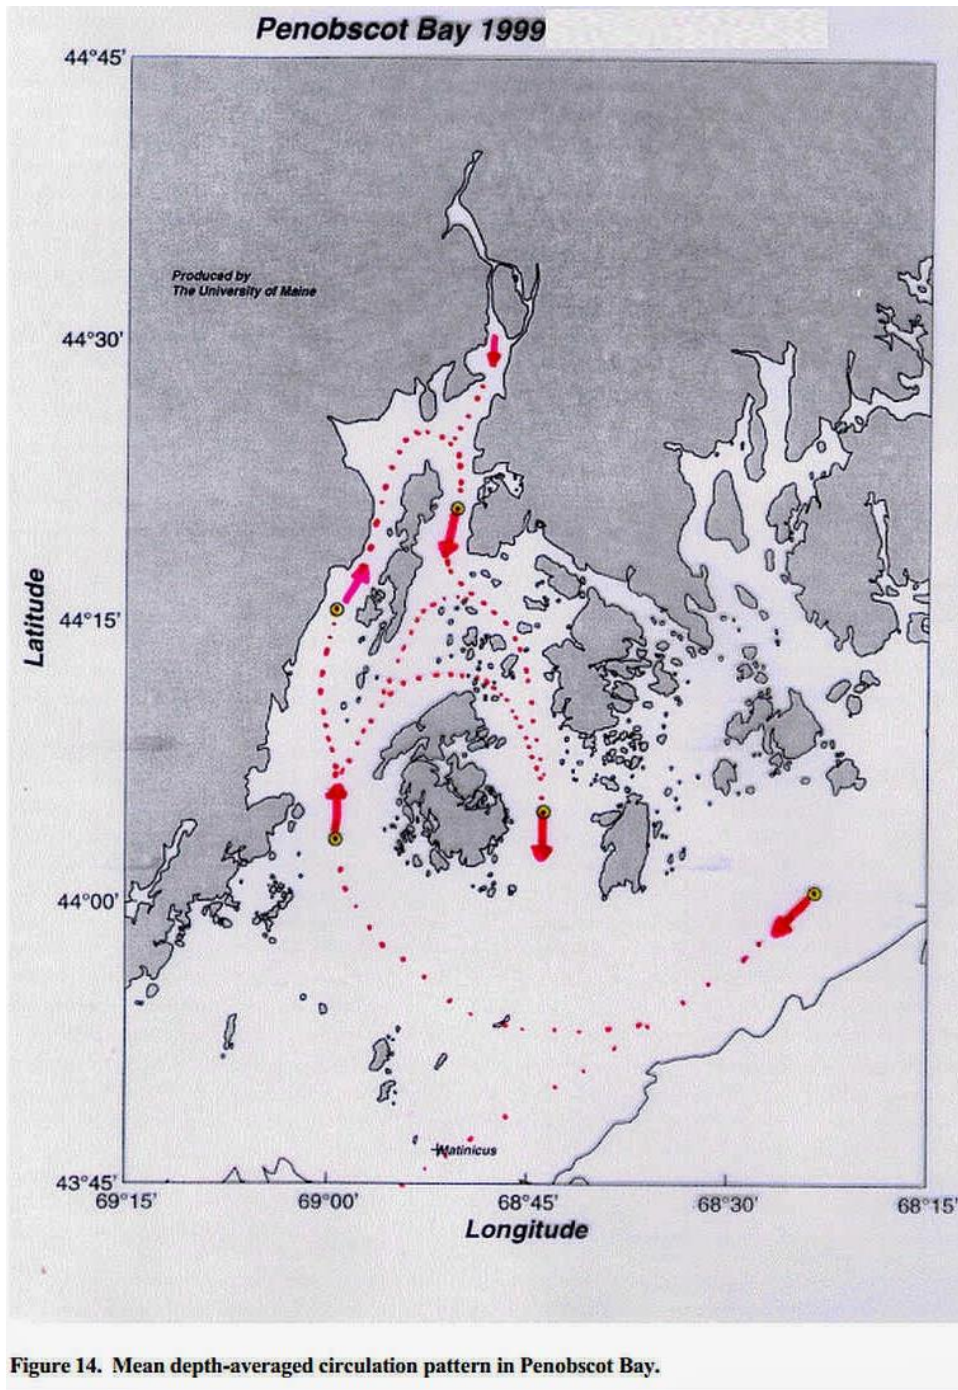 Penobscot Bay 1999
44°45'
Produced by
The University of Maine
44°30'
44°15'
44°00'
43°45'
Latitude
Matinicus
69°15'
69°00'
68°45'
68°30'
68°15'
Longitude
Figure 14.  Mean depth-averaged circulation pattern in Penobscot Bay.